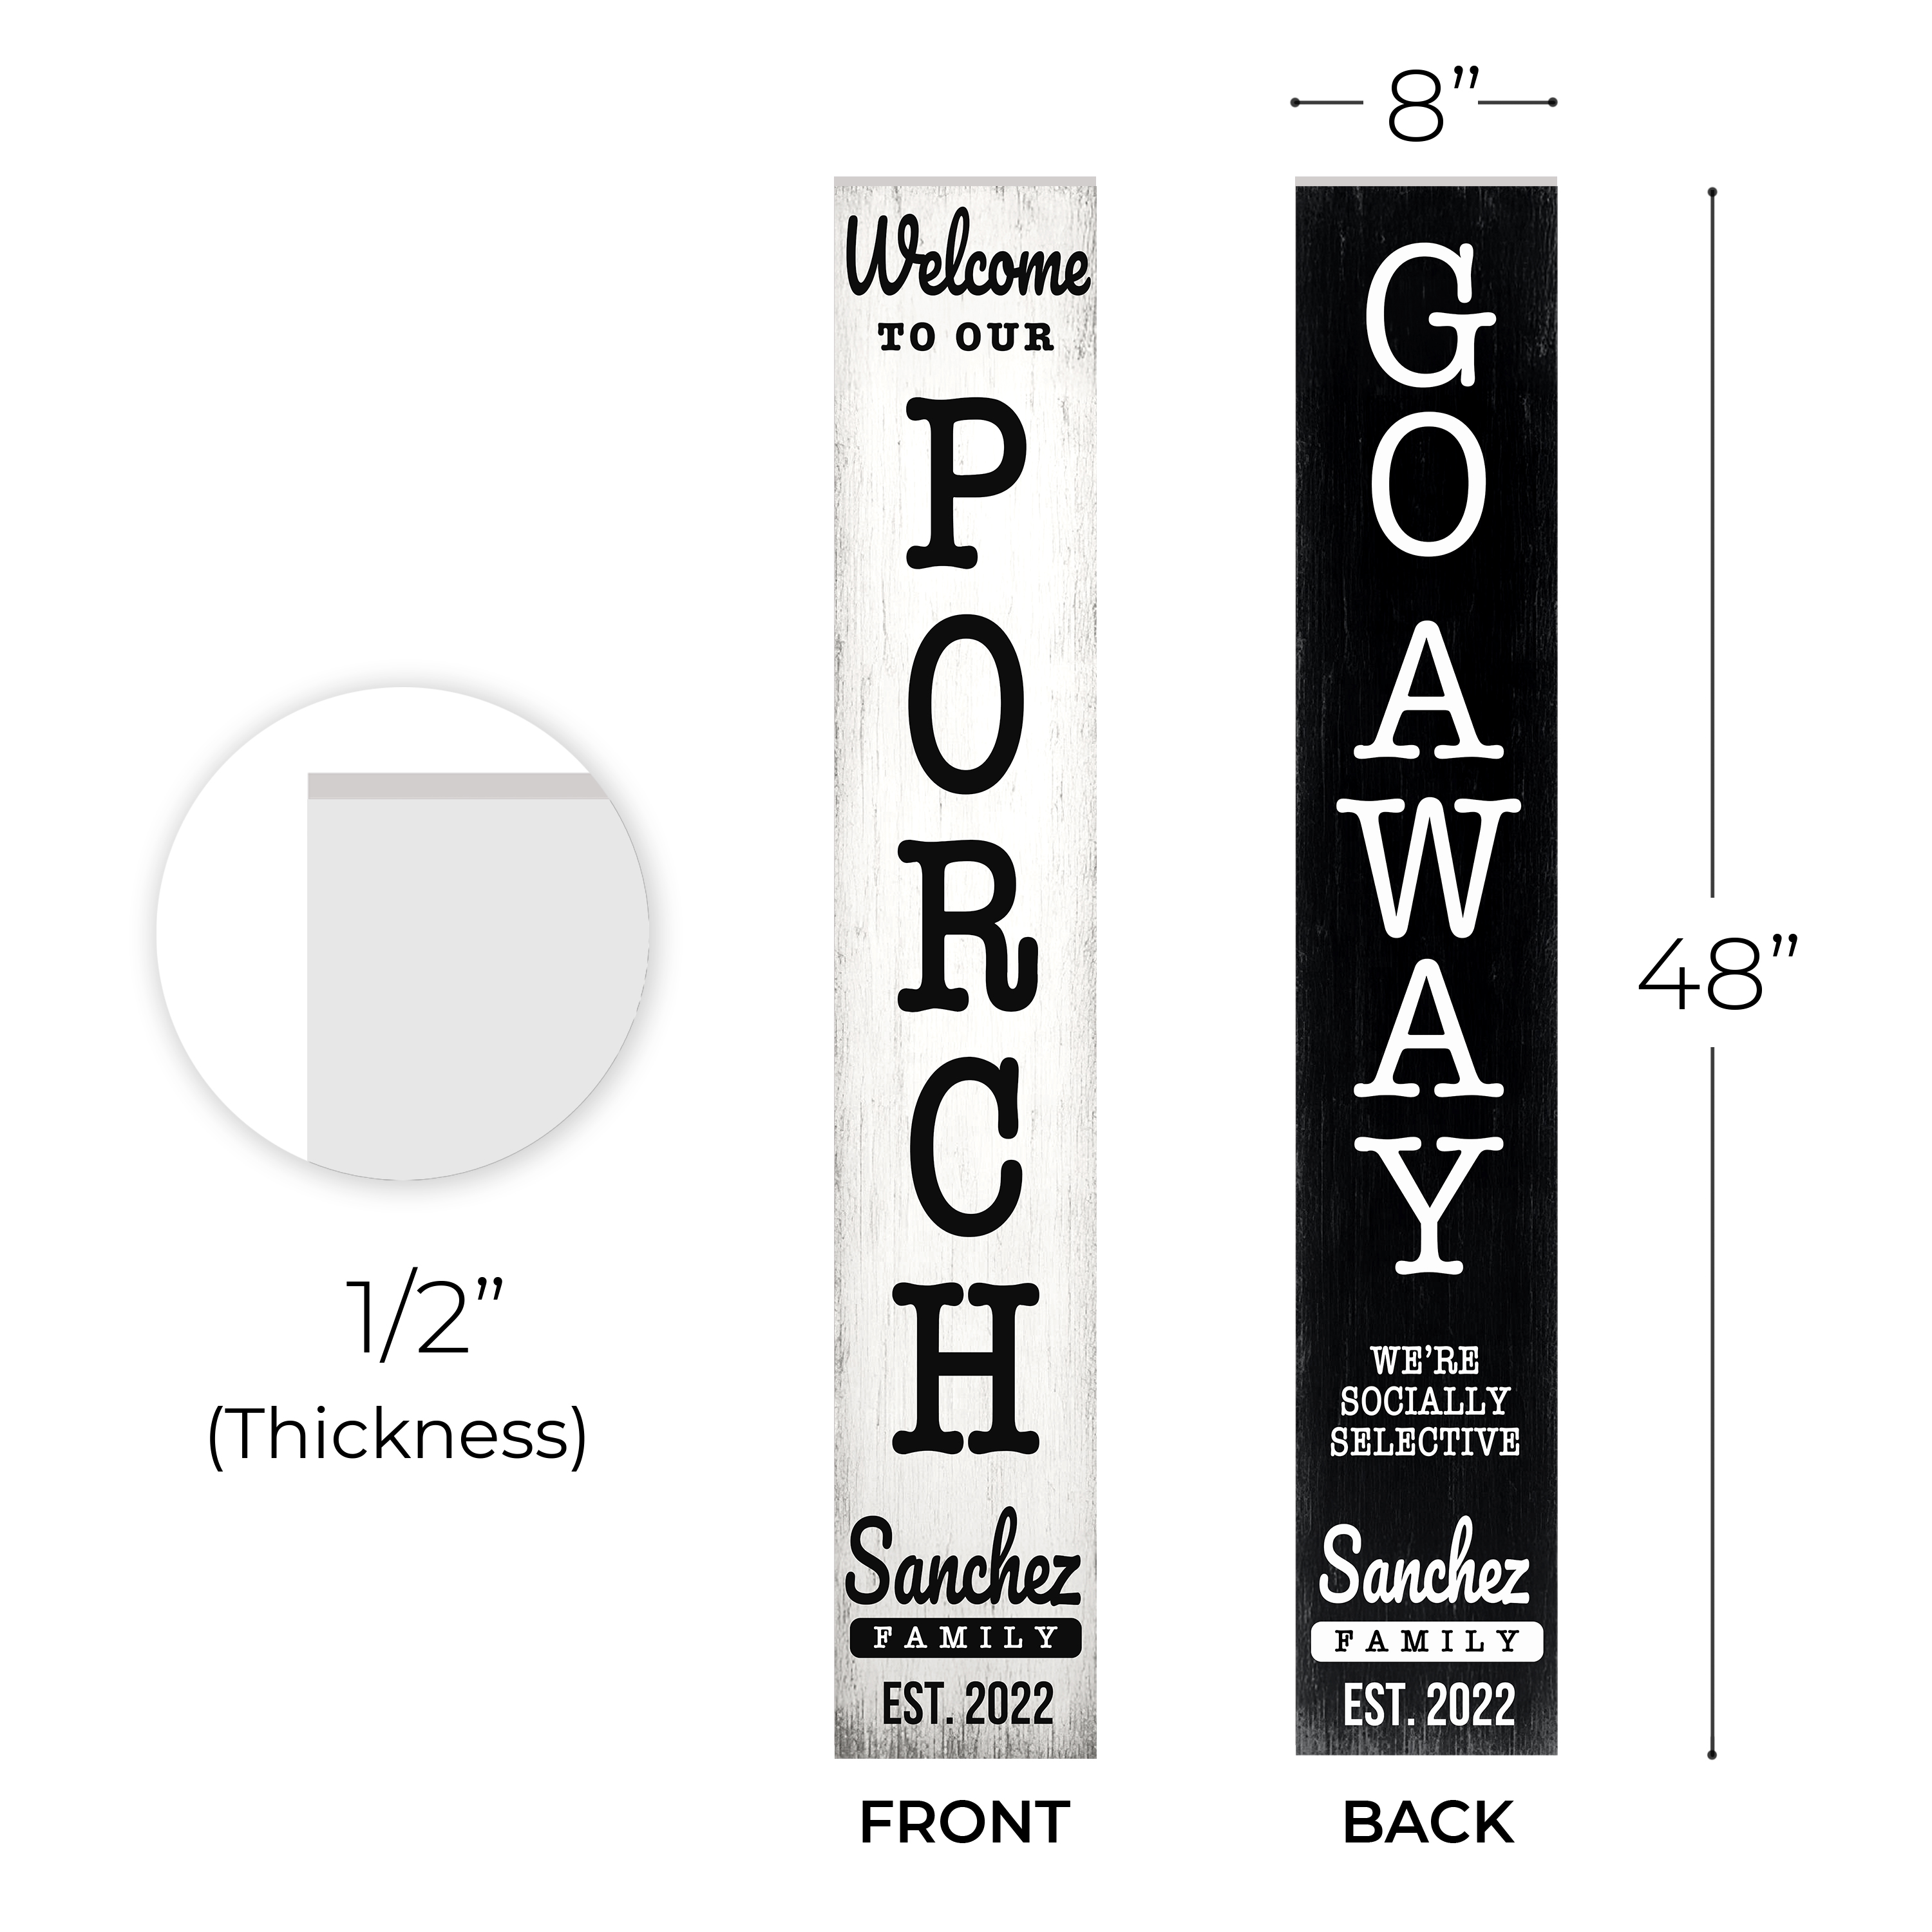 8”
Welcome
TO OUR
P
O
R
C
H
Sanchez
FAMILY
EST. 2022
FRONT
GO
AWAY
WE’RE
SOCIALLY
SELECTIVE
Sanchez
FAMILY
EST. 2022
BACK
48”
1/2”
(Thickness)